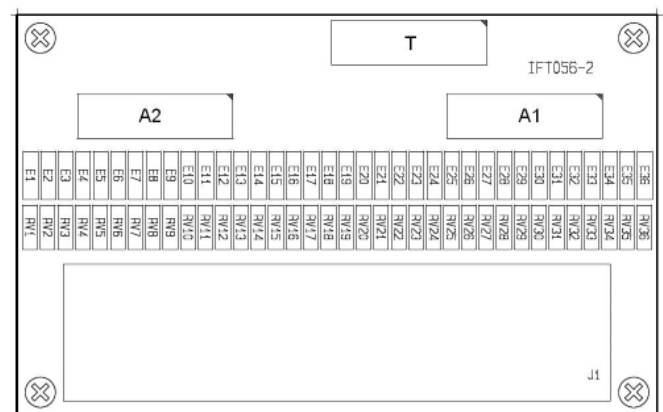 T
IFT056-2
A2 A1
E1 E2 E3 E4 E5 E6 E7 E8 E9 E10 E11 E12 E13 E14 E15 E16 E17 E18 E19 E20 E21 E22 E23 E24 E25 E26 E27 E28 E29 E30 E31 E32 E33 E34 E35 E36
RV1 RV2 RV3 RV4 RV5 RV6 RV7 RV8 RV9 RV10 RV11 RV12 RV13 RV14 RV15 RV16 RV17 RV18 RV19 RV20 RV21 RV22 RV23 RV24 RV25 RV26 RV27 RV28 RV29 RV30 RV31 RV32 RV33 RV34 RV35 RV36
J1